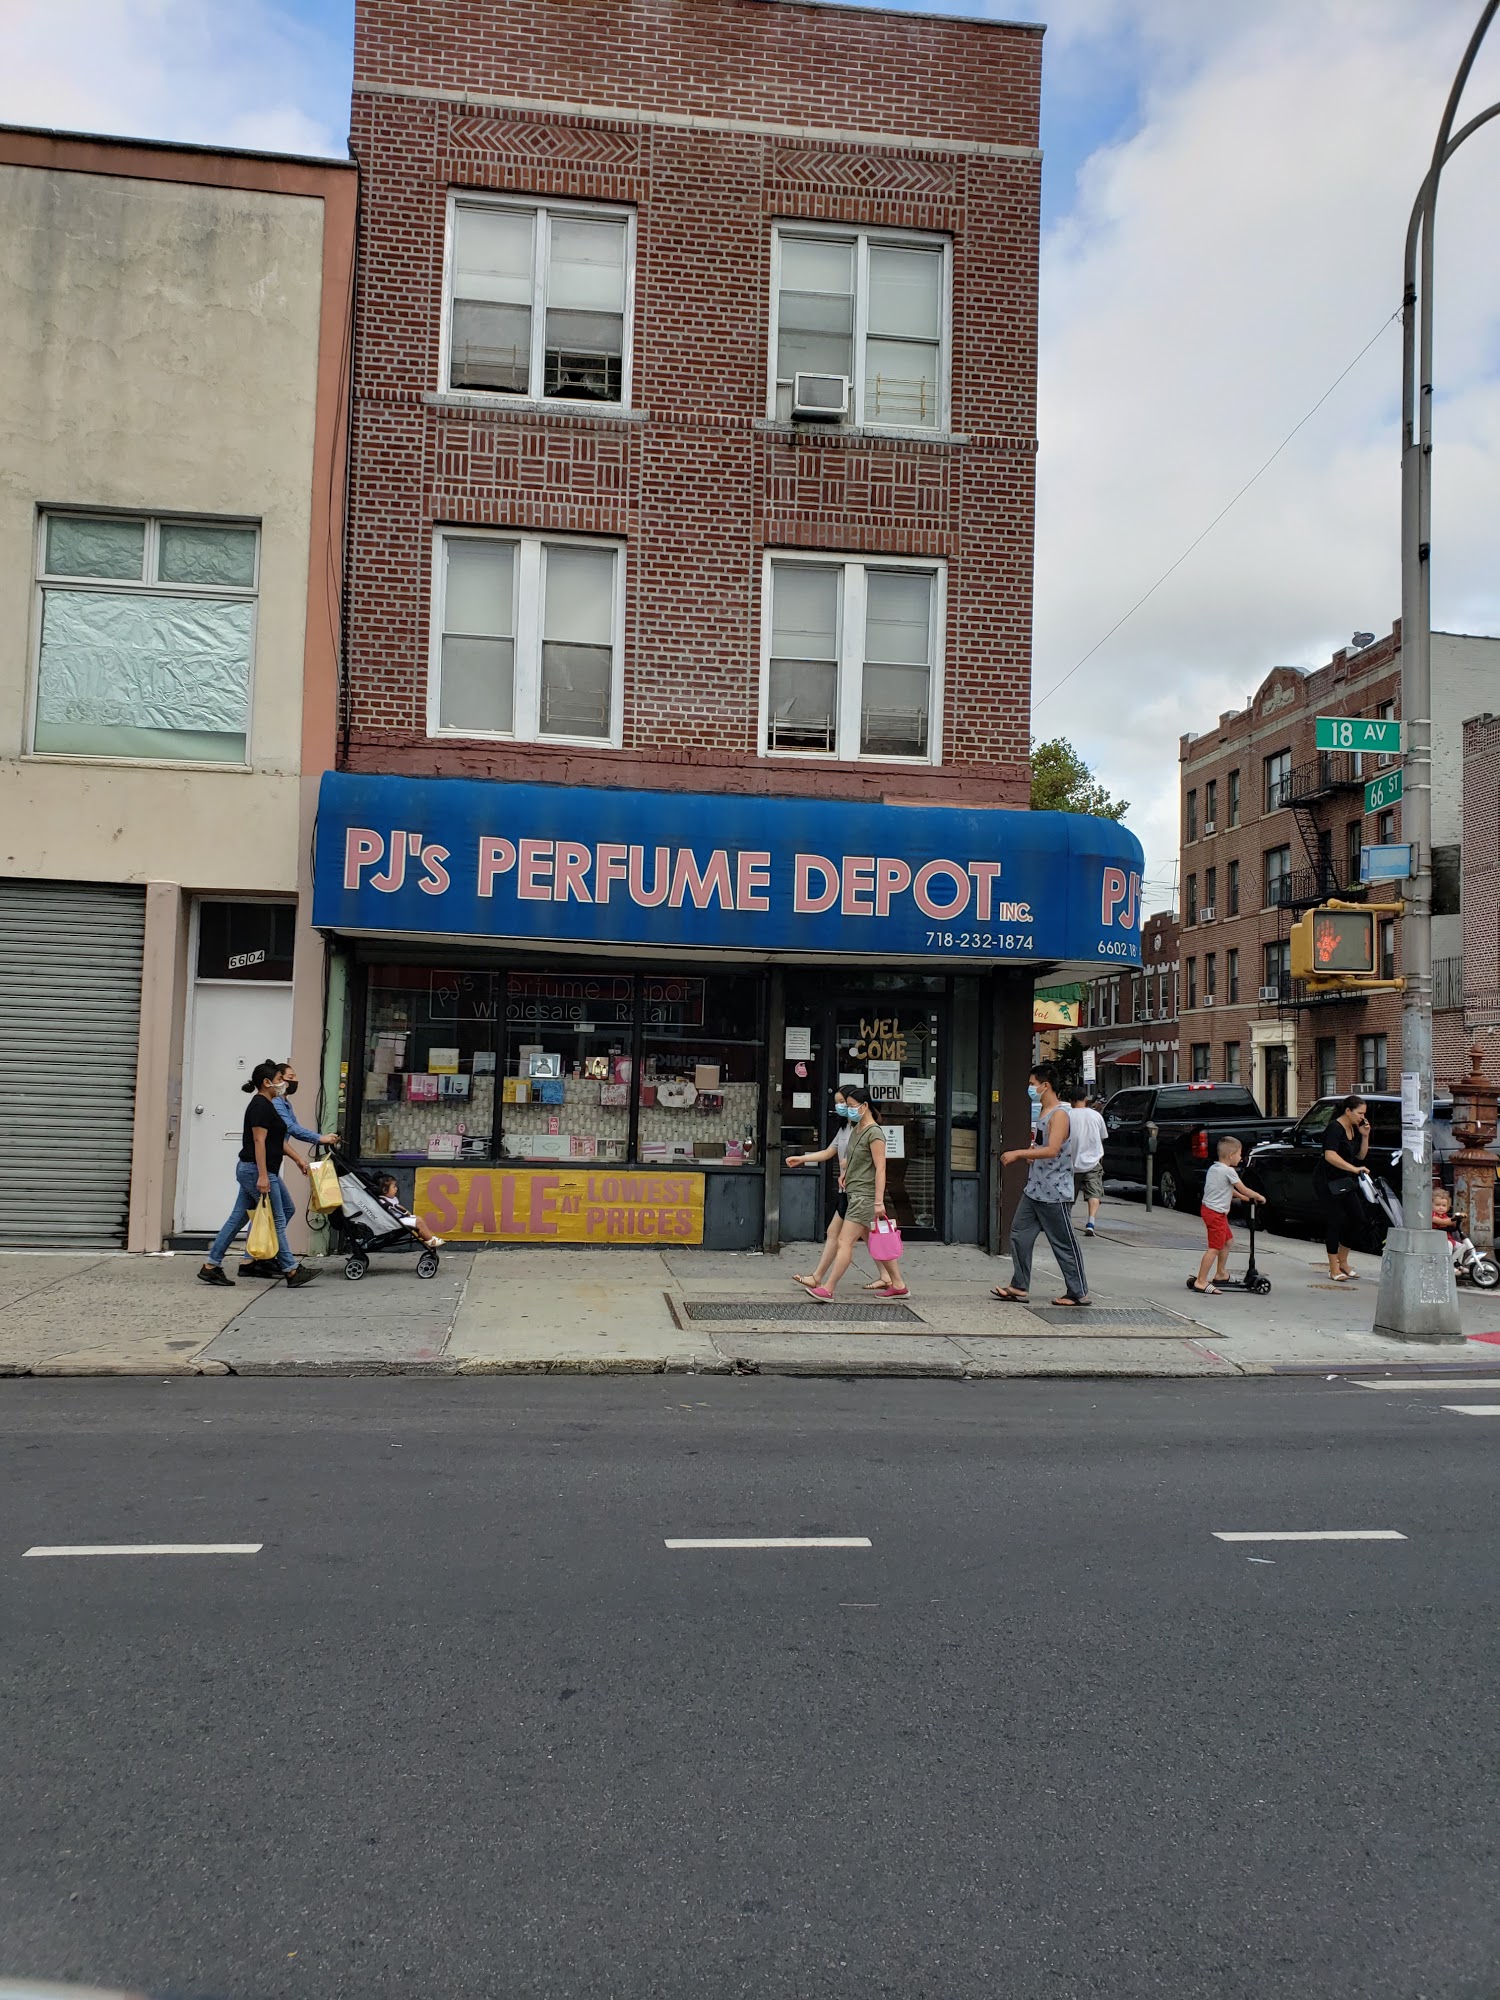 18 AV
66 ST
PJ's PERFUME DEPOT INC.
718-232-1874
PJ'
6602 18
6604
PJ's Perfume Depot
Wholesale Retail
WEL
COME
OPEN
SALE AT LOWEST
PRICES